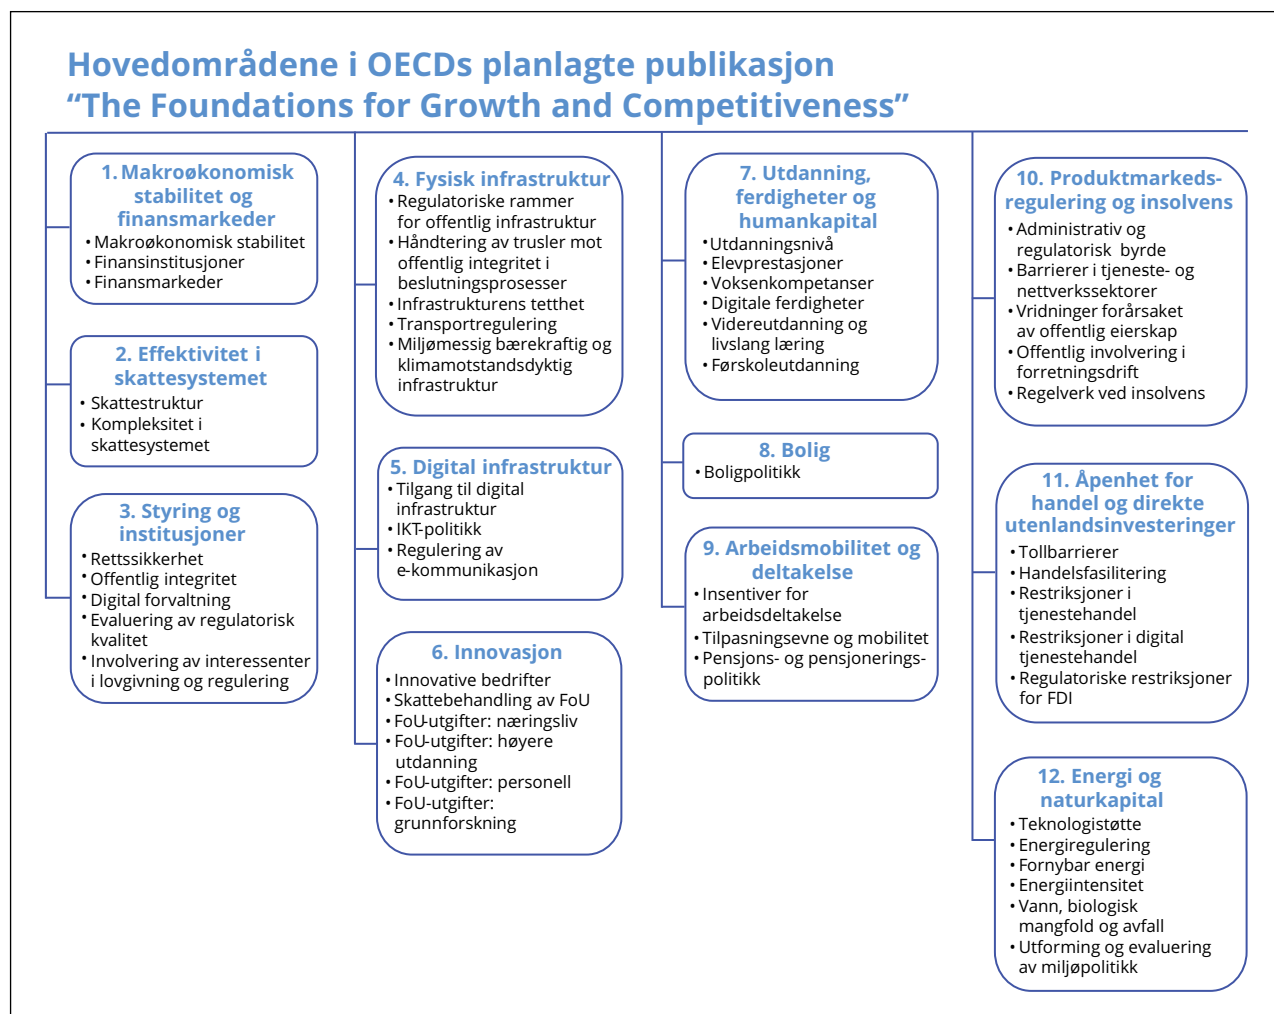 Hovedområdene i OECDs planlagte publikasjon
“The Foundations for Growth and Competitiveness”
1. Makroøkonomisk
stabilitet og
finansmarkeder
• Makroøkonomisk stabilitet
• Finansinstitusjoner
• Finansmarkeder
2. Effektivitet i
skattesystemet
• Skattestruktur
• Kompleksitet i
skattesystemet
3. Styring og
institusjoner
• Rettssikkerhet
• Offentlig integritet
• Digital forvaltning
• Evaluering av regulatorisk
kvalitet
• Involvering av interessenter
i lovgivning og regulering
4. Fysisk infrastruktur
• Regulatoriske rammer
for offentlig infrastruktur
• Håndtering av trusler mot
offentlig integritet i
beslutningsprosesser
• Infrastrukturens tetthet
• Transportregulering
• Miljømessig bærekraftig og
klimamotstandsdyktig
infrastruktur
5. Digital infrastruktur
• Tilgang til digital
infrastruktur
• IKT-politikk
• Regulering av
e-kommunikasjon
6. Innovasjon
• Innovative bedrifter
• Skattebehandling av FoU
• FoU-utgifter: næringsliv
• FoU-utgifter: høyere
utdanning
• FoU-utgifter: personell
• FoU-utgifter:
grunnforskning
7. Utdanning,
ferdigheter og
humankapital
• Utdanningsnivå
• Elevprestasjoner
• Voksenkompetanser
• Digitale ferdigheter
• Videreutdanning og
livslang læring
• Førskoleutdanning
8. Bolig
• Boligpolitikk
9. Arbeidsmobilitet og
deltakelse
• Insentiver for
arbeidsdeltakelse
• Tilpasningsevne og mobilitet
• Pensjons- og pensjonerings-
politikk
10. Produktmarkeds-
regulering og insolvens
• Administrativ og
regulatorisk byrde
• Barrierer i tjeneste- og
nettverkssektorer
• Vridninger forårsaket
av offentlig eierskap
• Offentlig involvering i
forretningsdrift
• Regelverk ved insolvens
11. Åpenhet for
handel og direkte
utenlandsinvesteringer
• Tollbarrierer
• Handelsfasilitering
• Restriksjoner i
tjenestehandel
• Restriksjoner i digital
tjenestehandel
• Regulatoriske restriksjoner
for FDI
12. Energi og
naturkapital
• Teknologistøtte
• Energiregulering
• Fornybar energi
• Energiintensitet
• Vann, biologisk
mangfold og avfall
• Utforming og evaluering
av miljøpolitikk